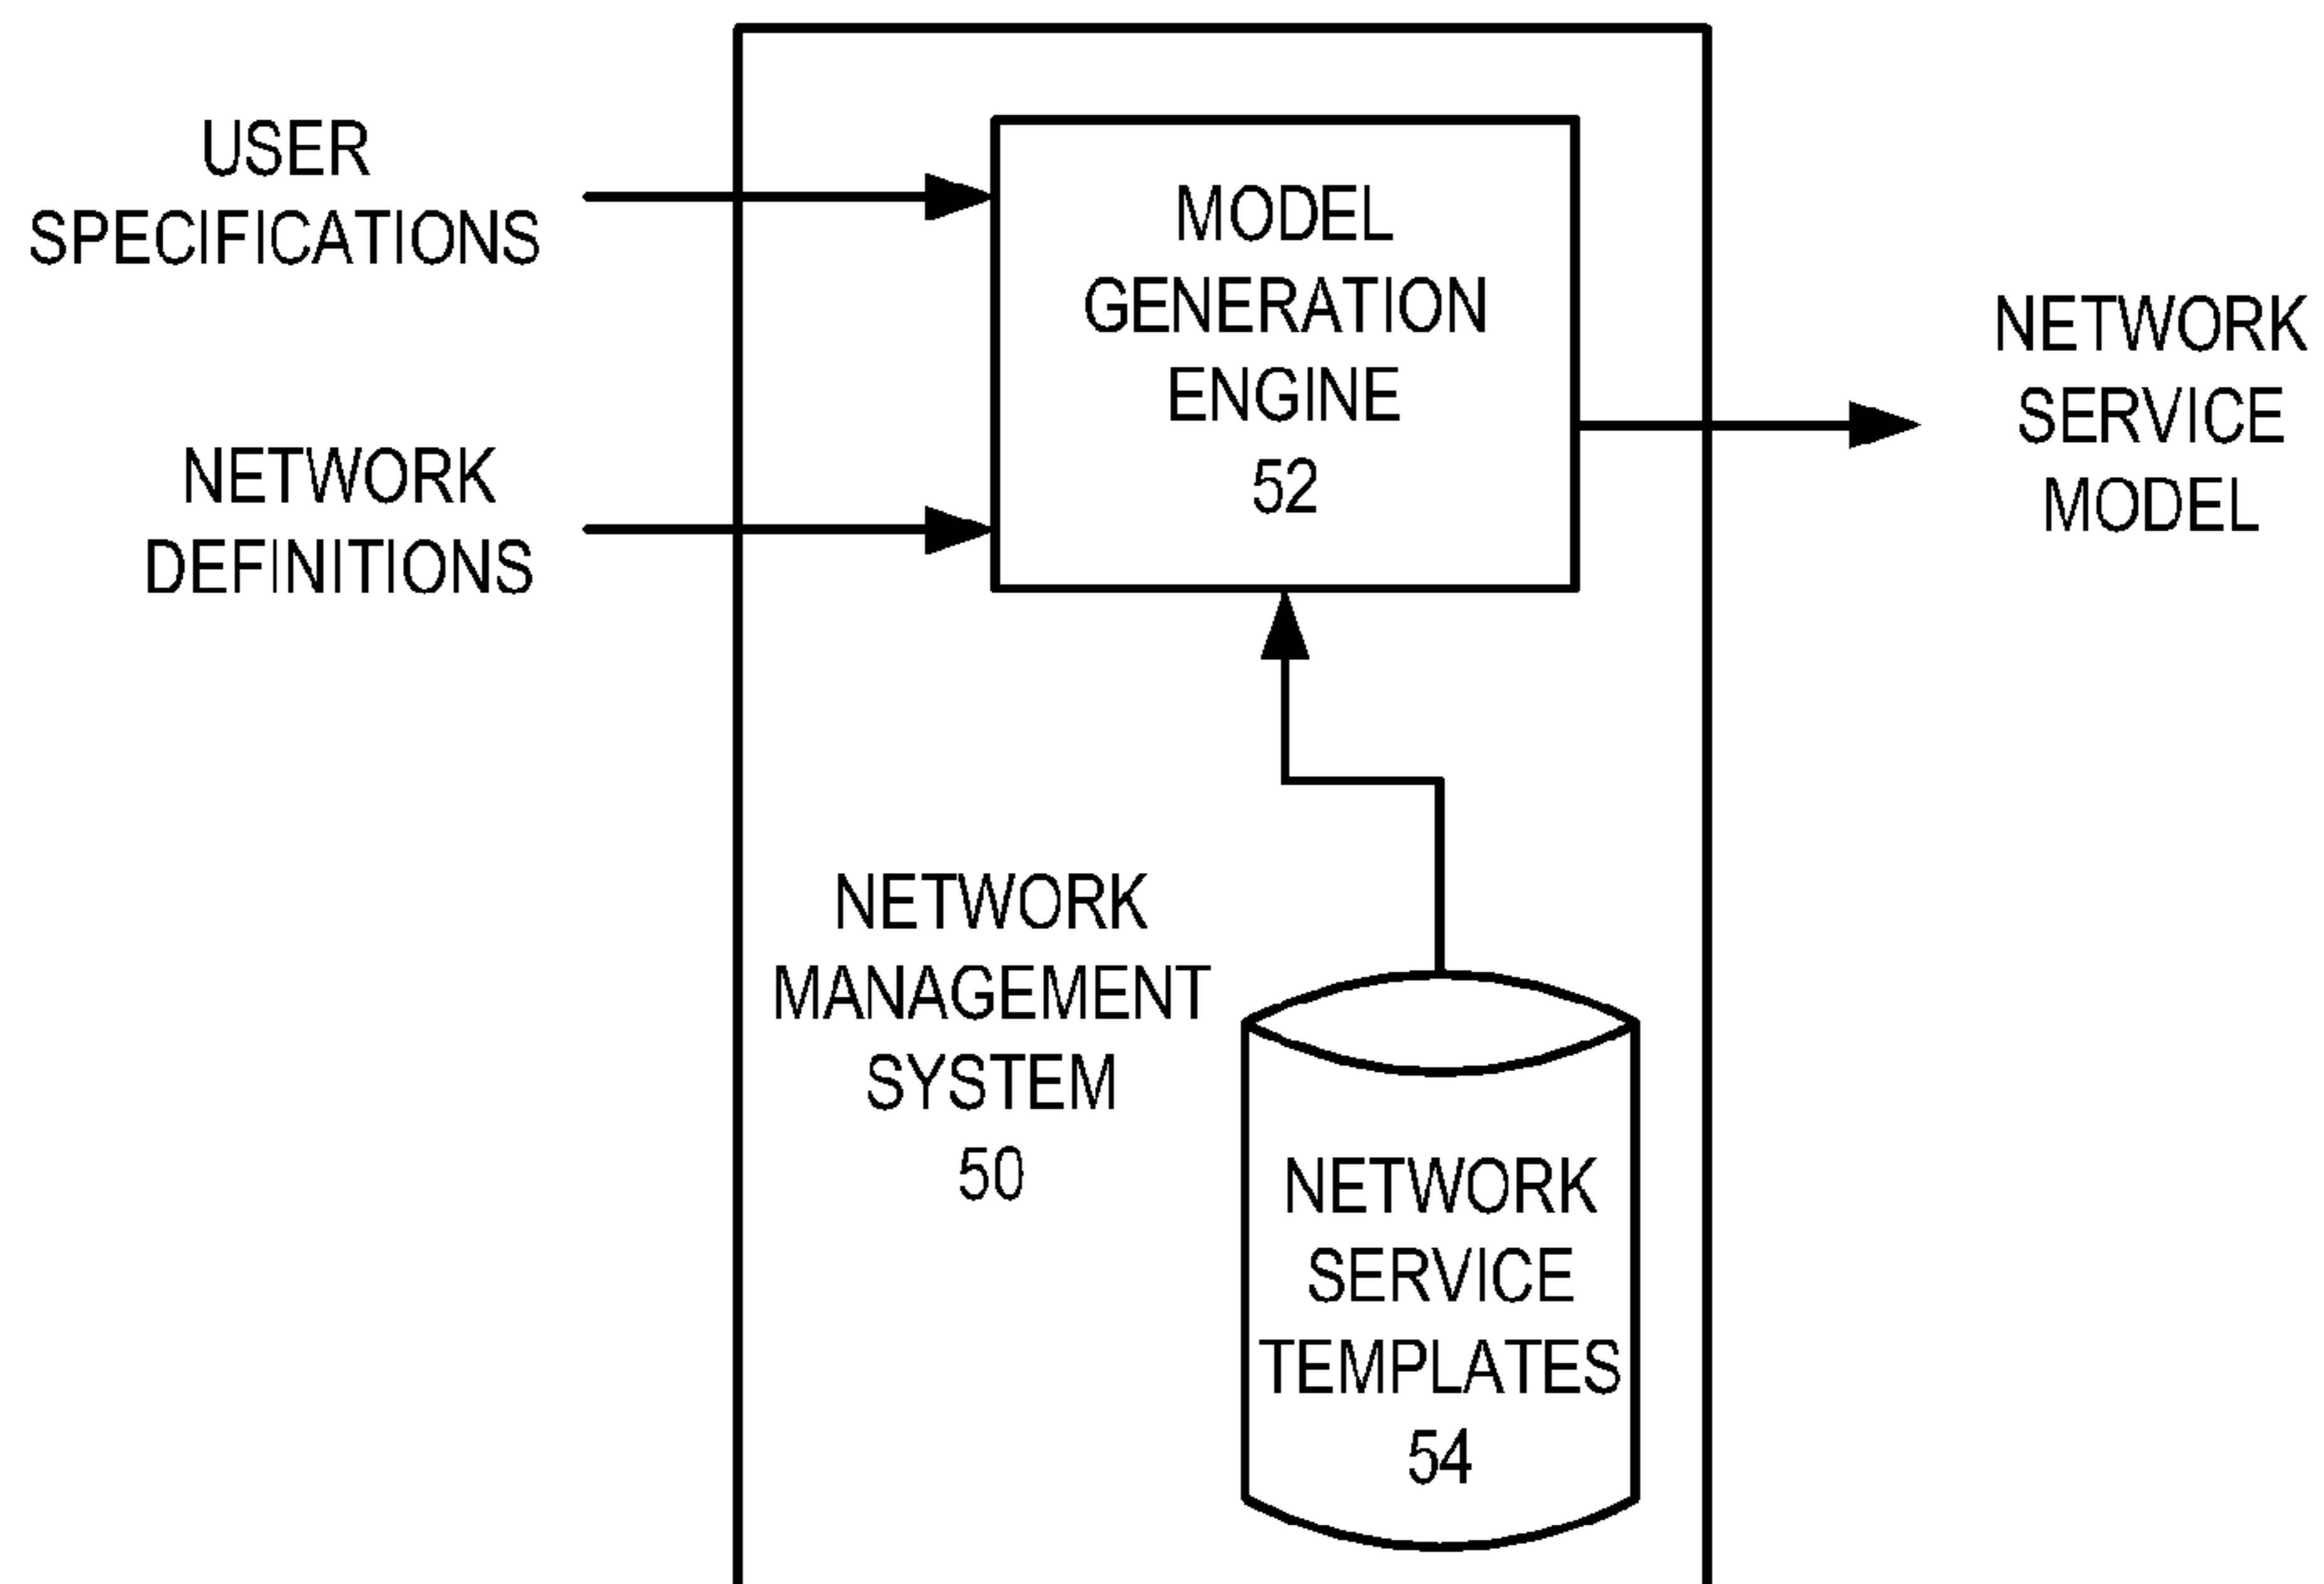 USER
SPECIFICATIONS
NETWORK
DEFINITIONS
MODEL
GENERATION
ENGINE
52
NETWORK
SERVICE
MODEL
NETWORK
MANAGEMENT
SYSTEM
50
NETWORK
SERVICE
TEMPLATES
54